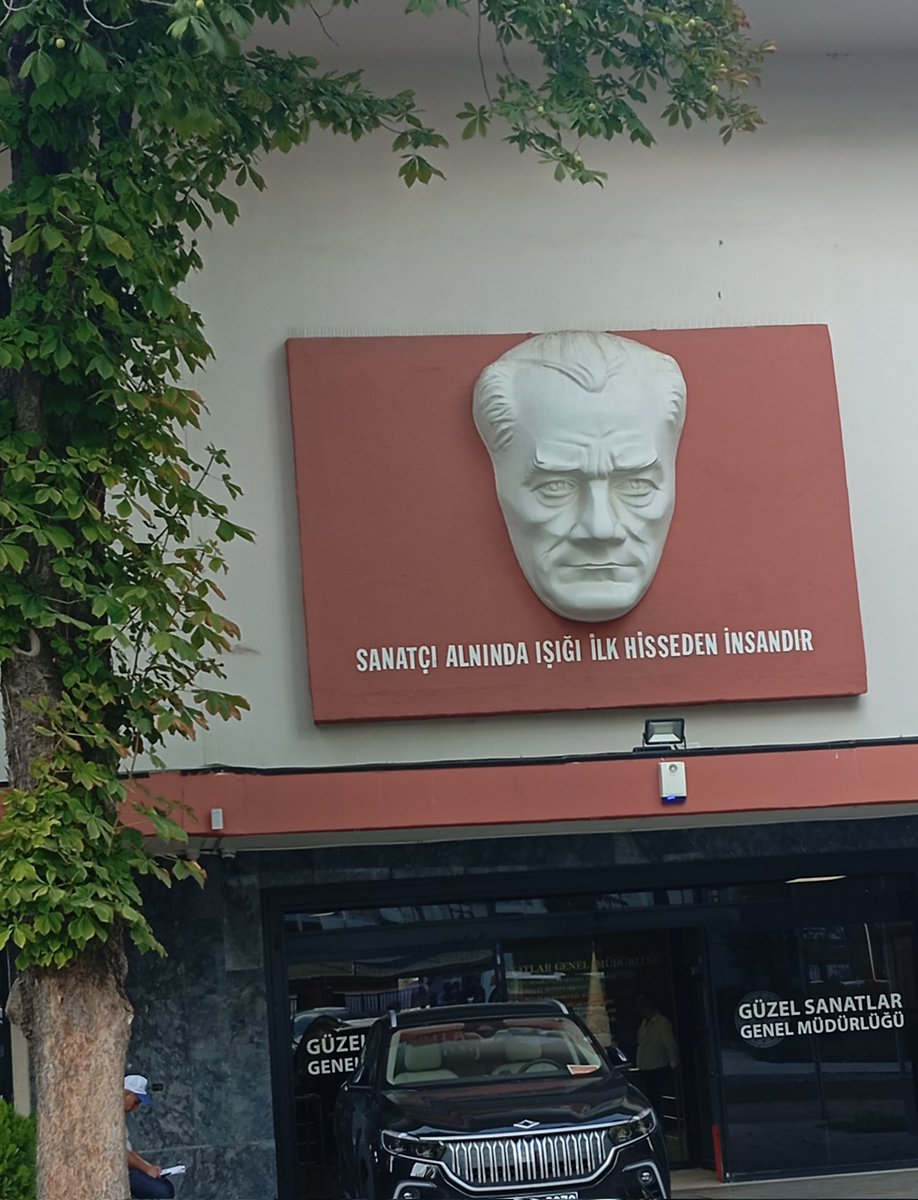 SANATÇI ALNINDA IŞIĞI İLK HİSSEDEN İNSANDIR
GÜZEL SANATLAR
GENEL MÜDÜRLÜĞÜ
GÜZEL
GENEL